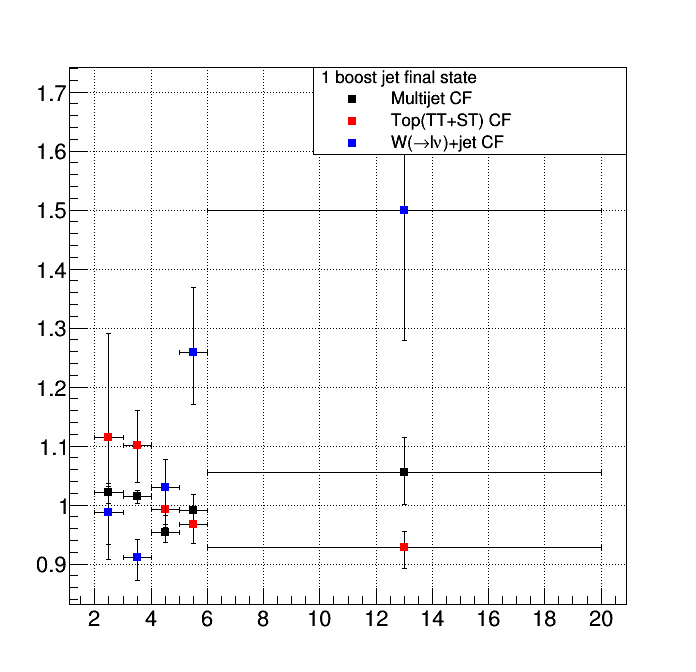 1 boost jet final state
Multijet CF
Top(TT+ST) CF
W(→lν)+jet CF
1.7
1.6
1.5
1.4
1.3
1.2
1.1
1
0.9
2 4 6 8 10 12 14 16 18 20